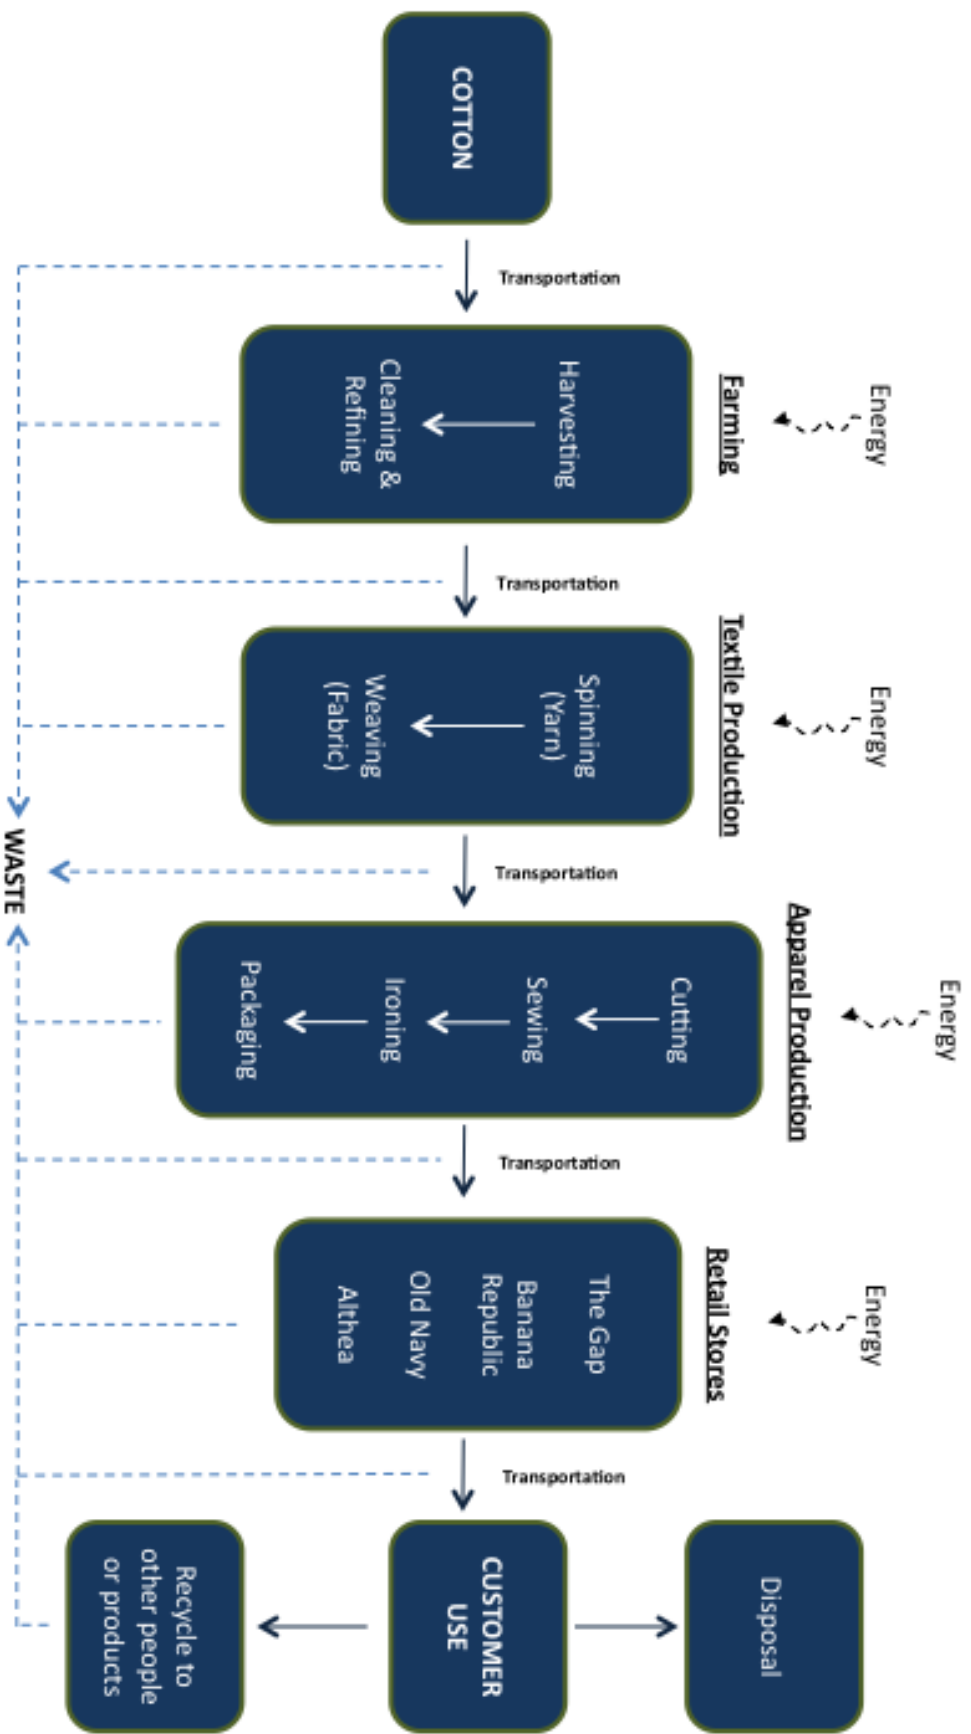 COTTON
Transportation
Energy
Farming
Harvesting
Cleaning &
Refining
Transportation
Energy
Textile Production
Spinning
(Yarn)
Weaving
(Fabric)
Transportation
WASTE
Energy
Apparel Production
Cutting
Sewing
Ironing
Packaging
Transportation
Energy
Retail Stores
The Gap
Banana
Republic
Old Navy
Althea
Transportation
Disposal
CUSTOMER
USE
Recycle to
other people
or products